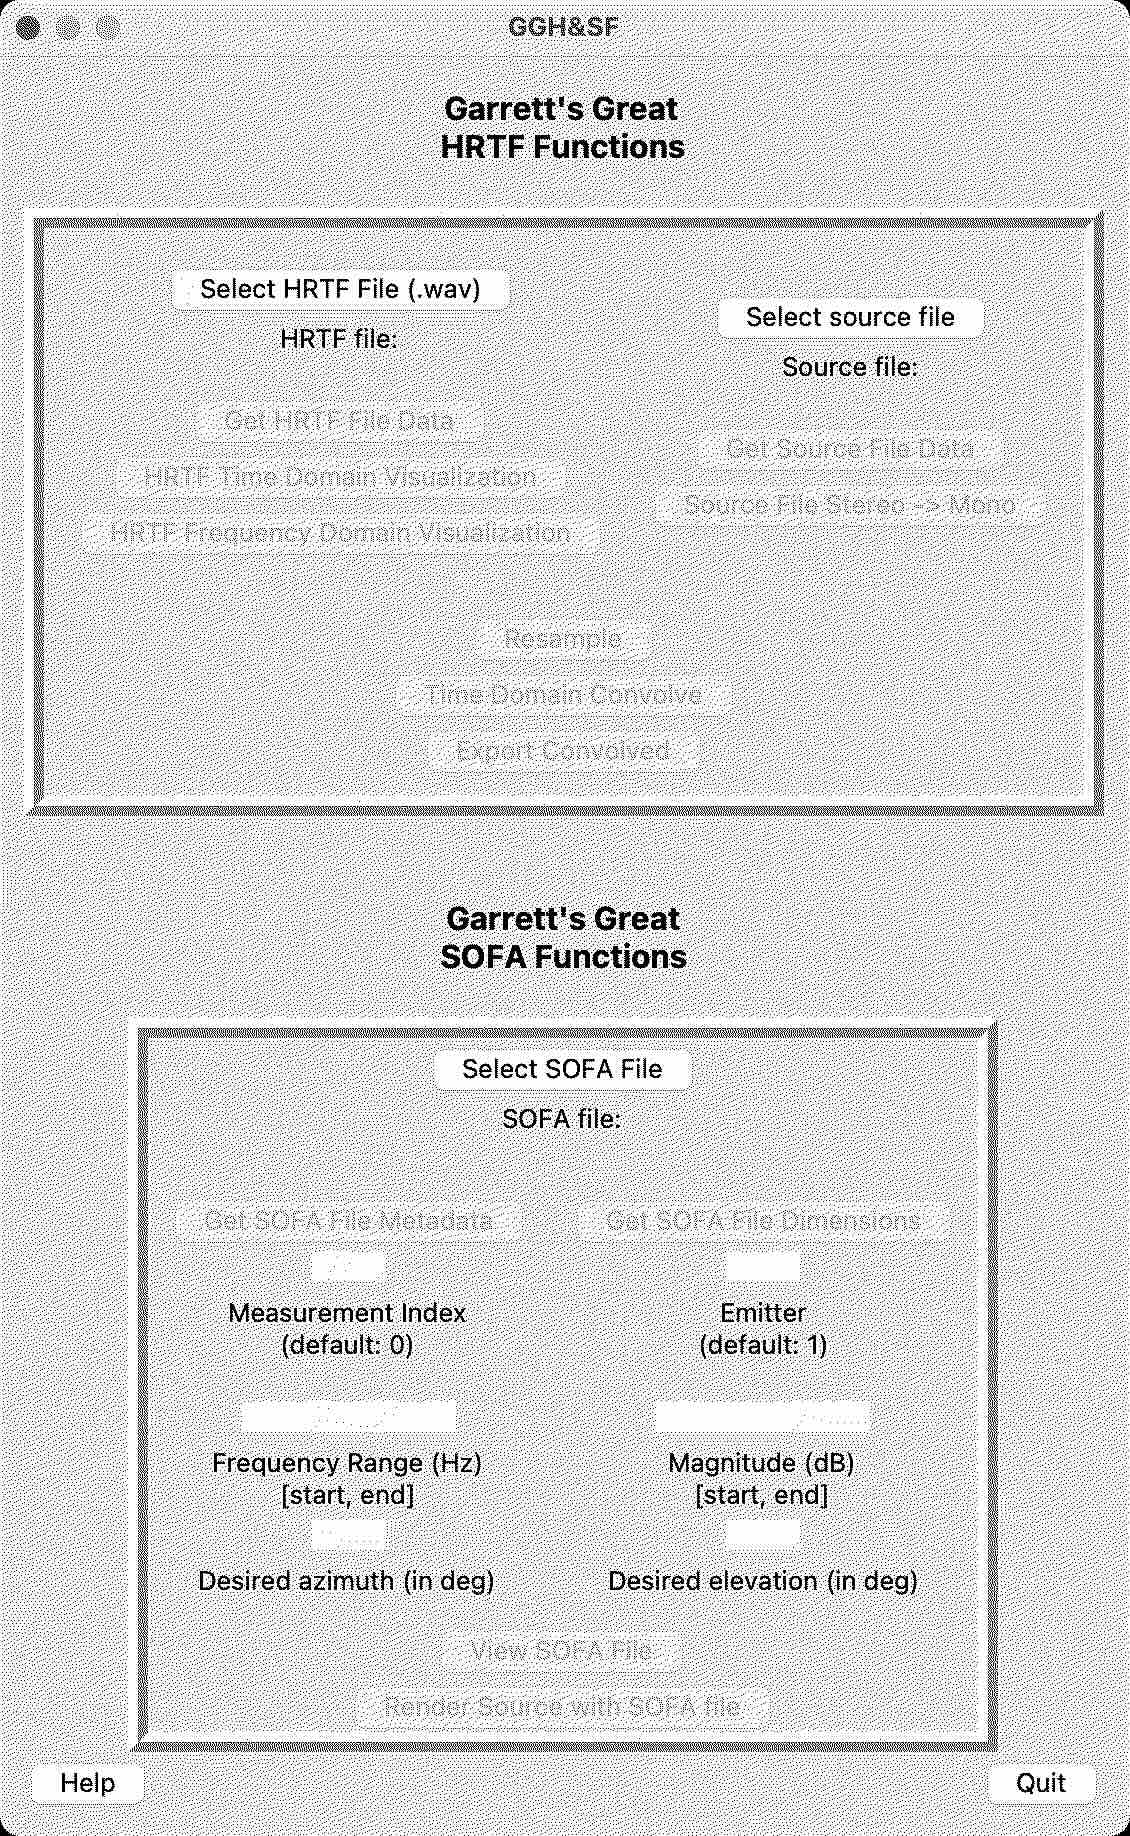 GGH&SF
Garrett's Great
HRTF Functions
Select HRTF File (.wav)
HRTF file:
Select source file
Source file:
Get HRTF File Data
HRTF Time Domain Visualization
HRTF Frequency Domain Visualization
Get Source File Data
Source File Stereo -> Mono
Resample
Time Domain Convolve
Export Convolved
Garrett's Great
SOFA Functions
Select SOFA File
SOFA file:
Get SOFA File Metadata
Get SOFA File Dimensions
Measurement Index
(default: 0)
Emitter
(default: 1)
Frequency Range (Hz)
[start, end]
Magnitude (dB)
[start, end]
Desired azimuth (in deg)
Desired elevation (in deg)
View SOFA File
Render Source with SOFA file
Help
Quit